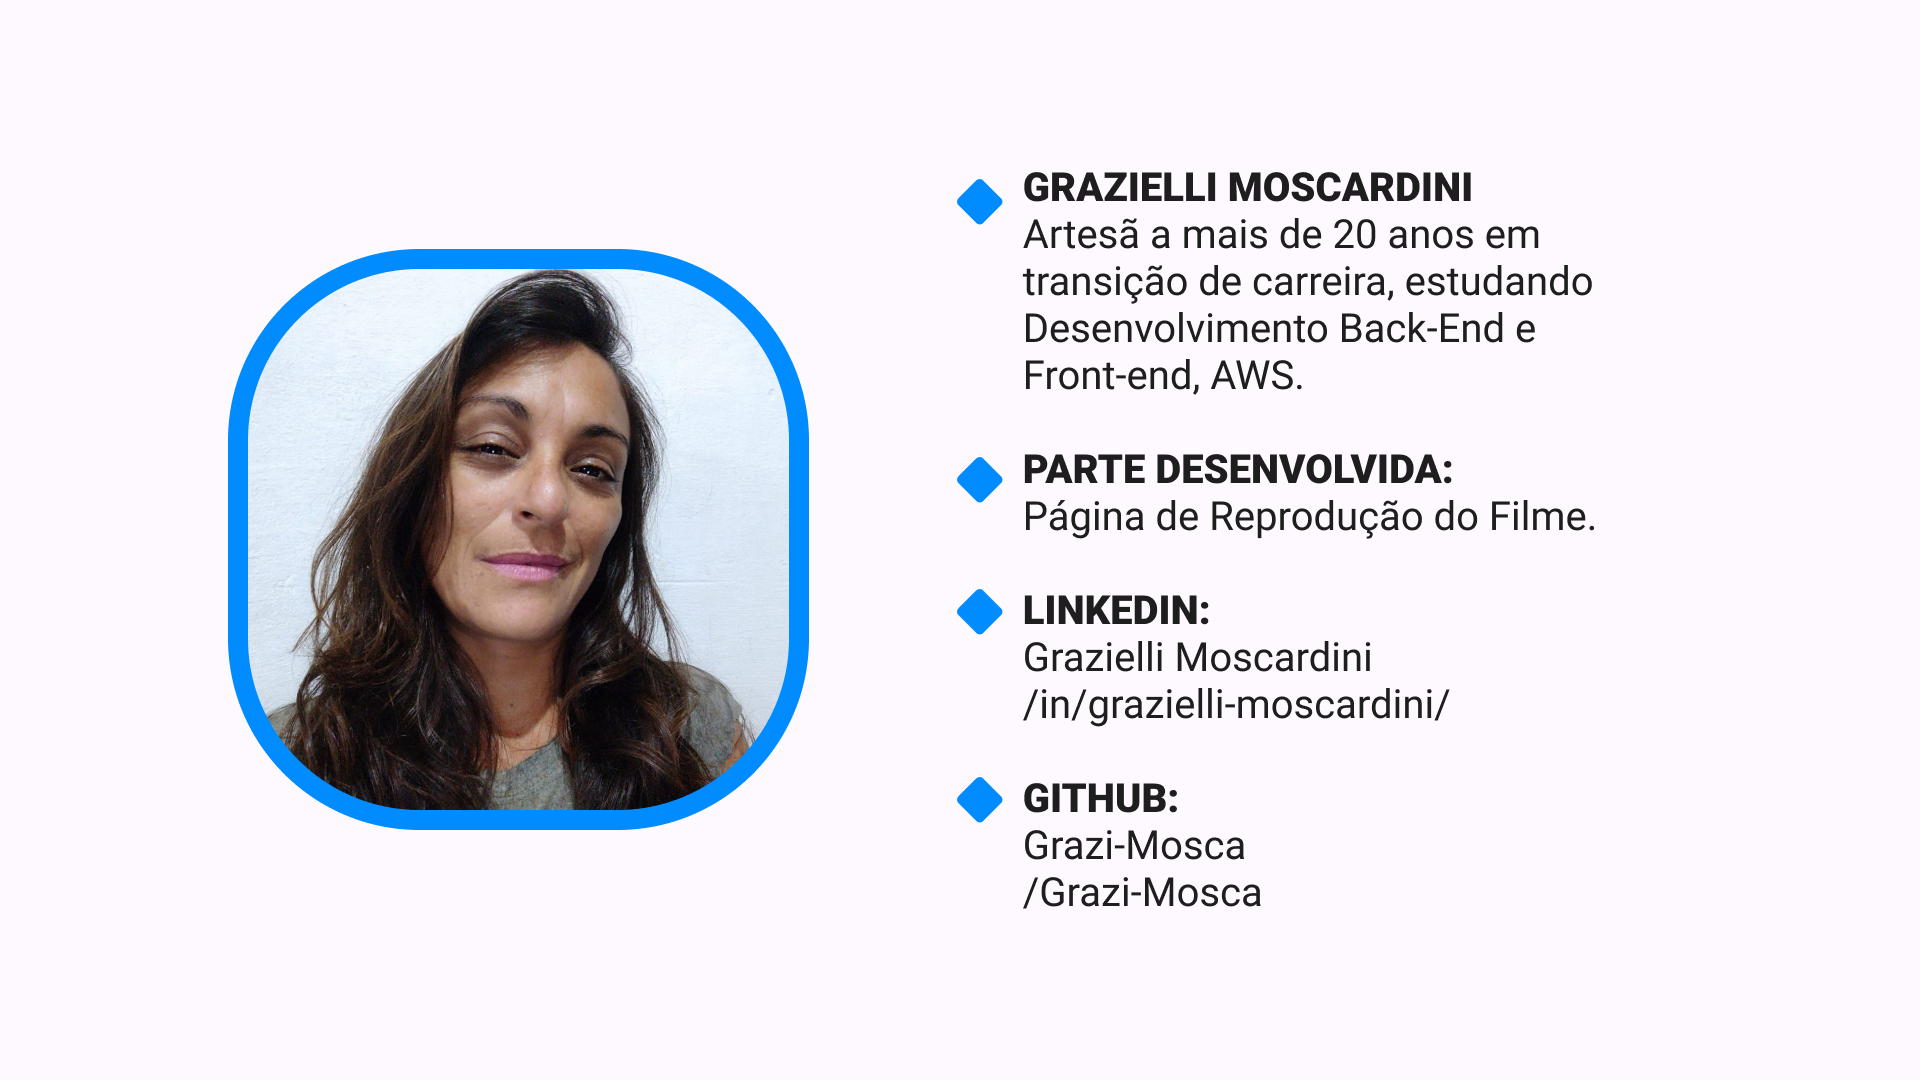 GRAZIELLI MOSCARDINI
Artesã a mais de 20 anos em
transição de carreira, estudando
Desenvolvimento Back-End e
Front-end, AWS.
PARTE DESENVOLVIDA:
Página de Reprodução do Filme.
LINKEDIN:
Grazielli Moscardini
/in/grazielli-moscardini/
GITHUB:
Grazi-Mosca
/Grazi-Mosca